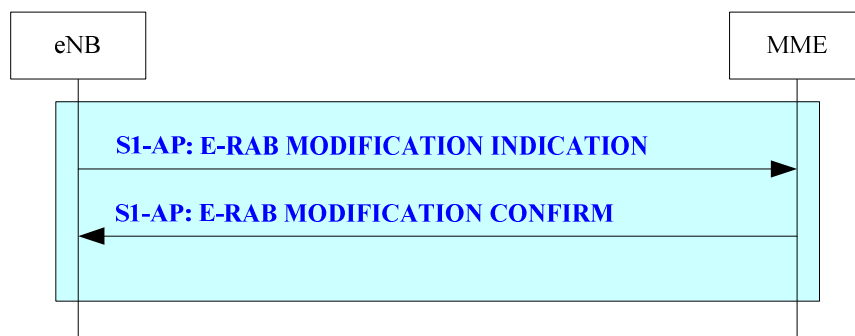 eNB
MME
S1-AP: E-RAB MODIFICATION INDICATION
S1-AP: E-RAB MODIFICATION CONFIRM